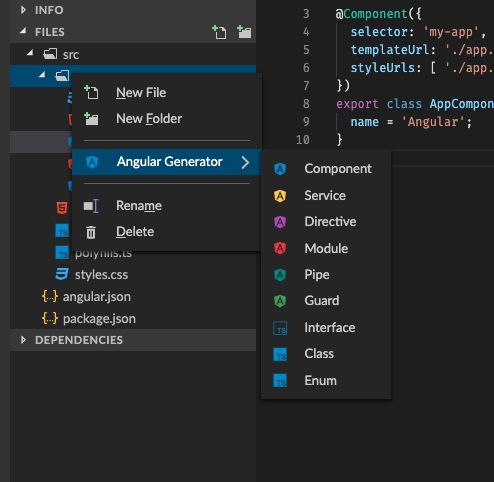 INFO
FILES
src
New File
New Folder
Angular Generator
Rename
Delete
Component
Service
Directive
Module
Pipe
Guard
Interface
Class
Enum
TS
TS
polyfills.ts
styles.css
{..} angular.json
{..} package.json
DEPENDENCIES
3 @Component({
4 selector: 'my-app',
5 templateUrl: './app.
6 styleUrls: [ './app.
7 })
8 export class AppCompon
9 name = 'Angular';
10 }